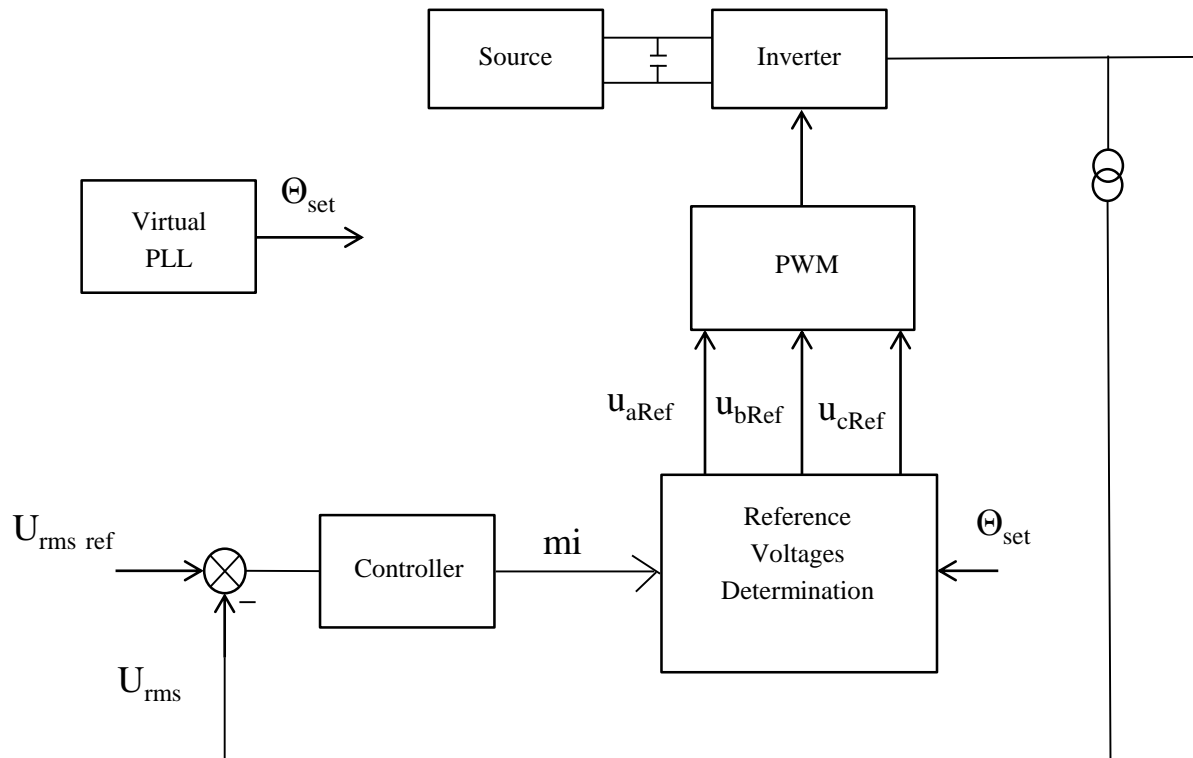 Source
Inverter
Θset
Virtual
PLL
PWM
uaRef
ubRef
ucRef
Urms ref
mi
Reference
Voltages
Determination
Θset
Controller
–
Urms